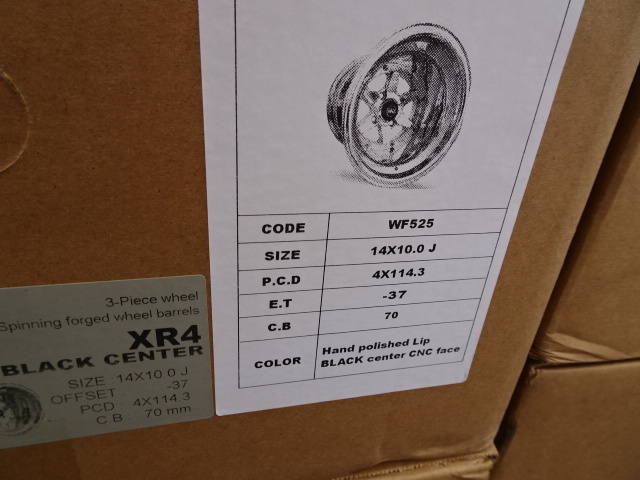 CODE WF525
SIZE 14X10.0 J
P.C.D 4X114.3
E.T -37
C.B 70
COLOR Hand polished Lip
BLACK center CNC face
3-Piece wheel
Spinning forged wheel barrels
XR4
BLACK CENTER
SIZE 14X10.0 J
OFFSET : -37
PCD : 4X114.3
C.B : 70 mm